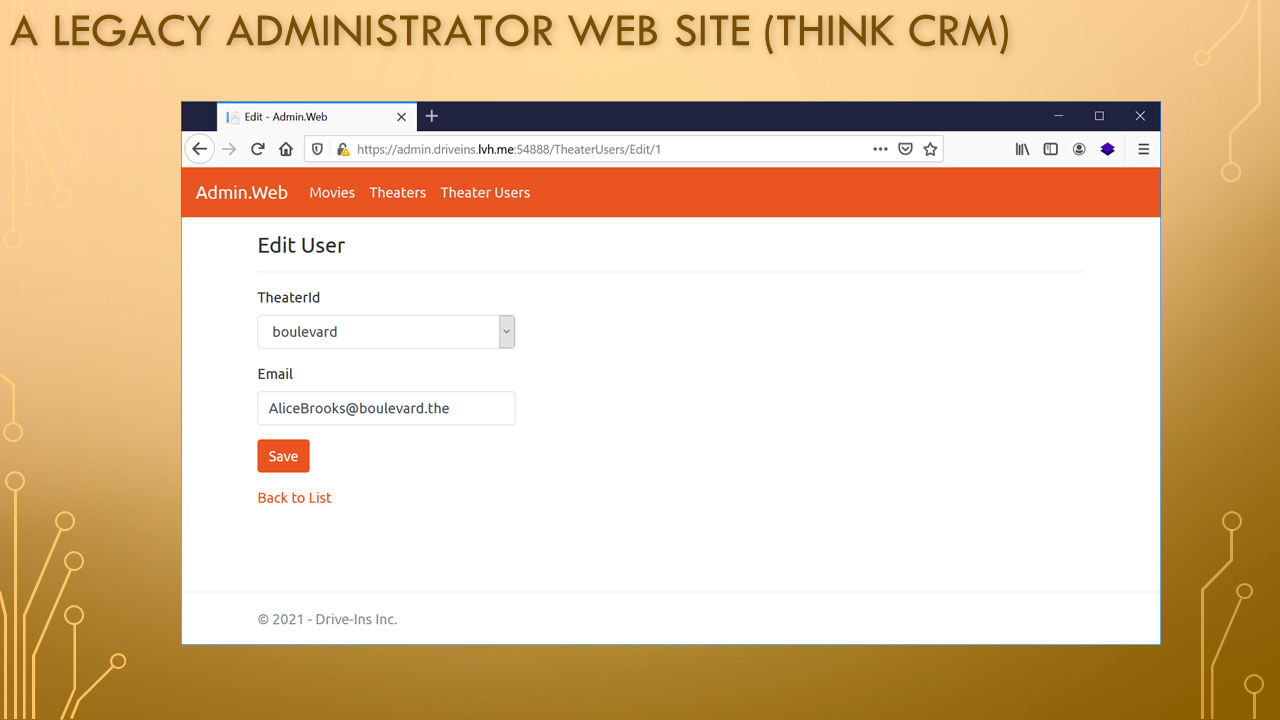 A LEGACY ADMINISTRATOR WEB SITE (THINK CRM)
Edit - Admin.Web
https://admin.driveins.lvh.me:54888/TheaterUsers/Edit/1
Admin.Web Movies Theaters Theater Users
Edit User
TheaterId
boulevard
Email
AliceBrooks@boulevard.the
Save
Back to List
© 2021 - Drive-Ins Inc.